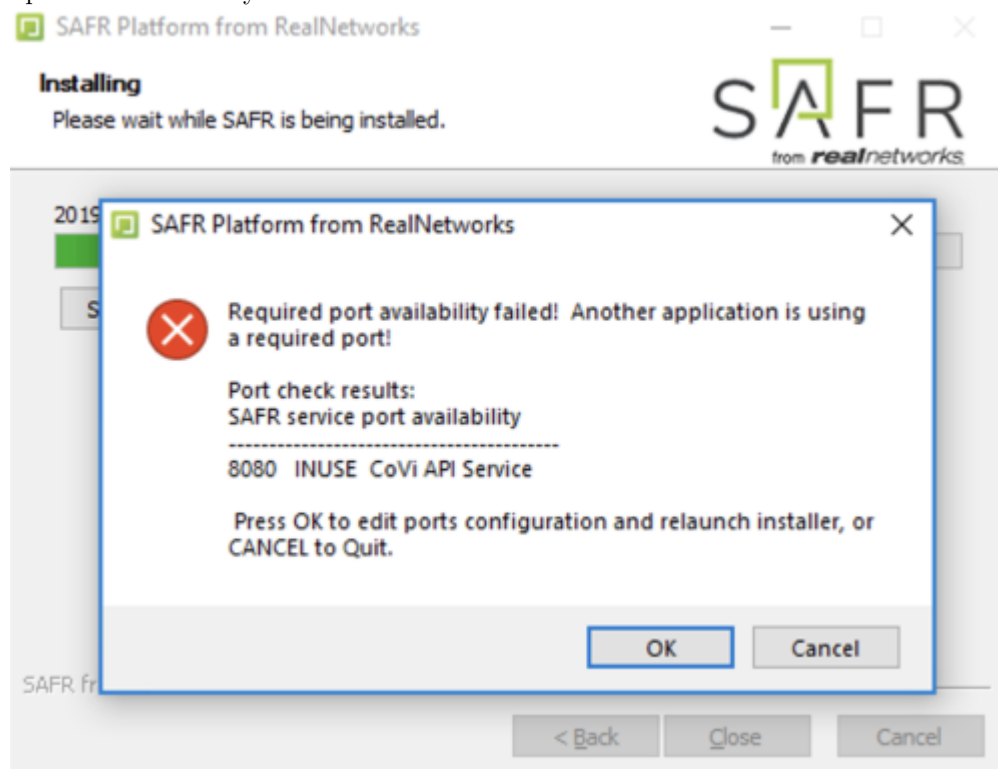 SAFR Platform from RealNetworks
Installing
Please wait while SAFR is being installed.
SAFR
from realnetworks.
2019
SAFR Platform from RealNetworks
S
Required port availability failed! Another application is using
a required port!
Port check results:
SAFR service port availability
-----------------------------------------
8080 INUSE CoVi API Service
Press OK to edit ports configuration and relaunch installer, or
CANCEL to Quit.
OK
Cancel
SAFR fr
< Back
Close
Cancel